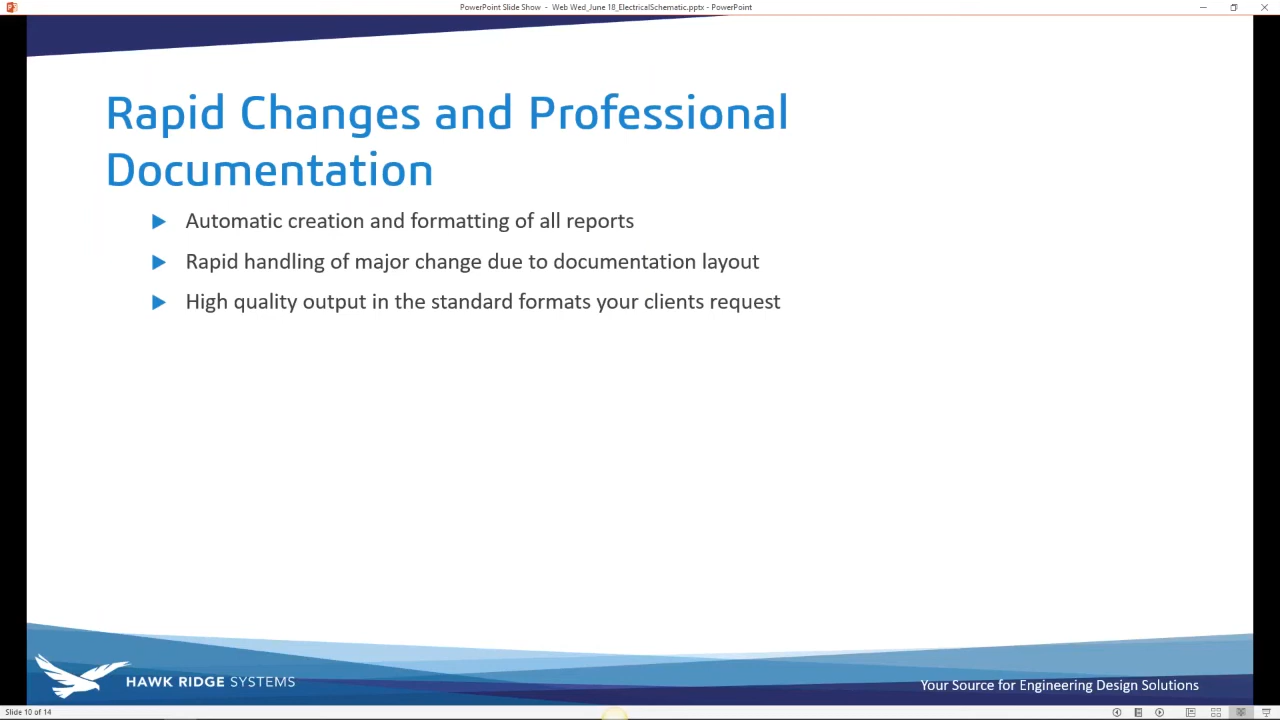 PowerPoint Slide Show - Web Wed_June 18_ElectricalSchematic.pptx - PowerPoint
Rapid Changes and Professional
Documentation
Automatic creation and formatting of all reports
Rapid handling of major change due to documentation layout
High quality output in the standard formats your clients request
HAWK RIDGE SYSTEMS
Your Source for Engineering Design Solutions
Slide 10 of 14